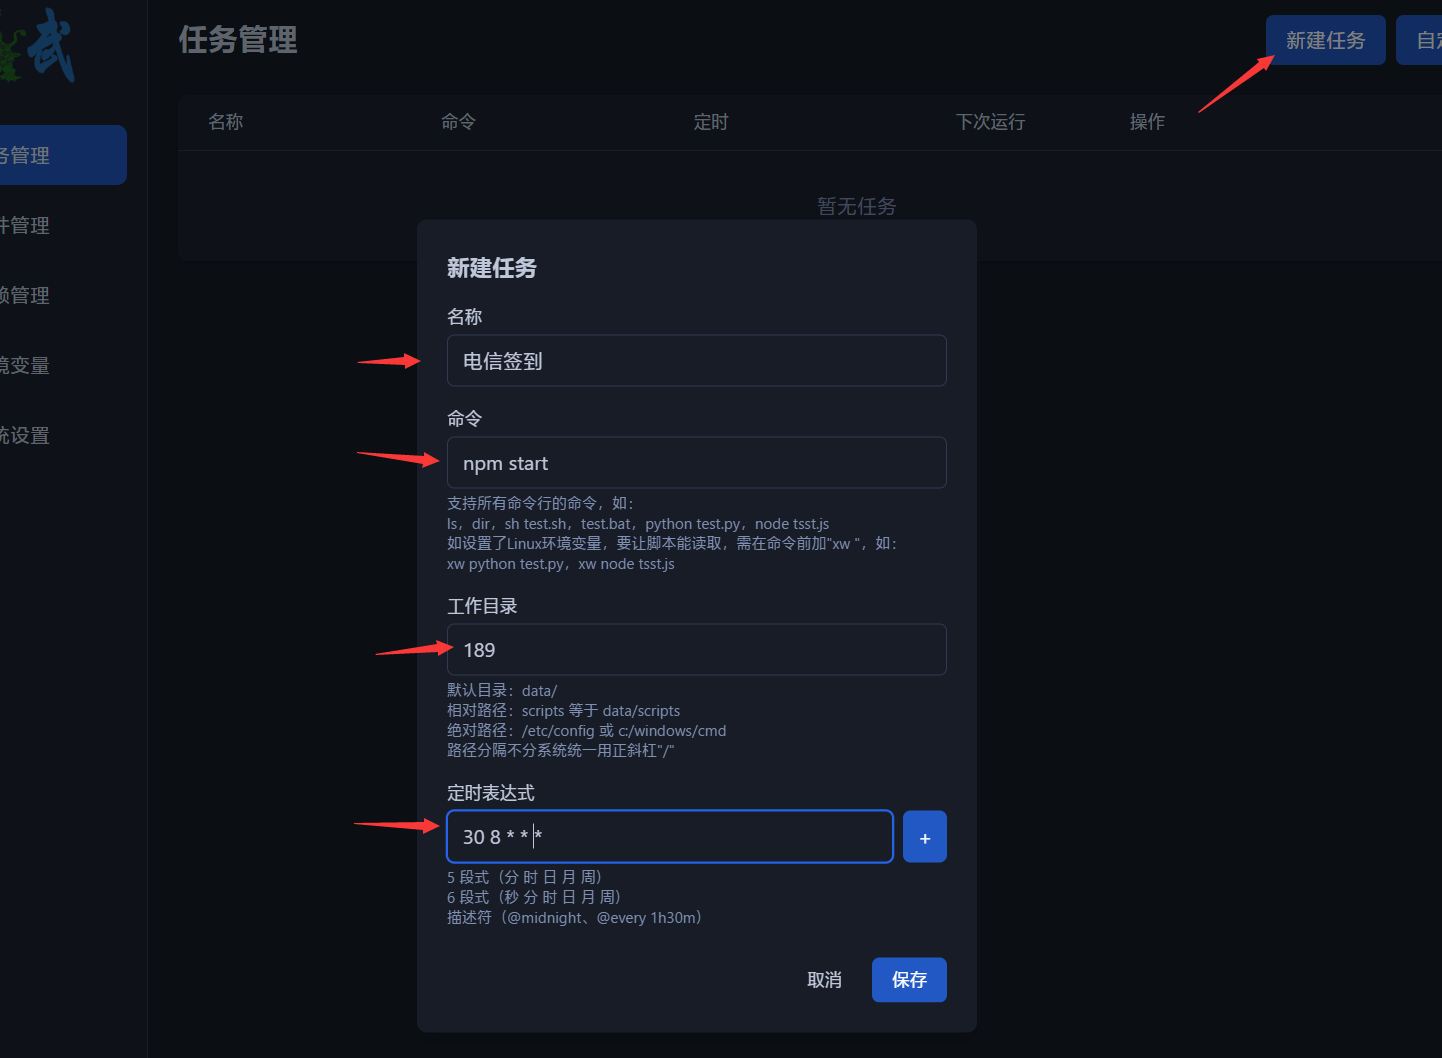 武
任务管理
新建任务
自定
名称 命令 定时 下次运行 操作
务管理
件管理
赖管理
境变量
统设置
暂无任务
新建任务
名称
电信签到
命令
npm start
支持所有命令行的命令，如：
ls，dir，sh test.sh，test.bat，python test.py，node tsst.js
如设置了Linux环境变量，要让脚本能读取，需在命令前加"xw "，如：
xw python test.py，xw node tsst.js
工作目录
189
默认目录：data/
相对路径：scripts 等于 data/scripts
绝对路径：/etc/config 或 c:/windows/cmd
路径分隔不分系统统一用正斜杠"/"
定时表达式
30 8 * * *
+
5 段式（分 时 日 月 周）
6 段式（秒 分 时 日 月 周）
描述符（@midnight、@every 1h30m）
取消
保存